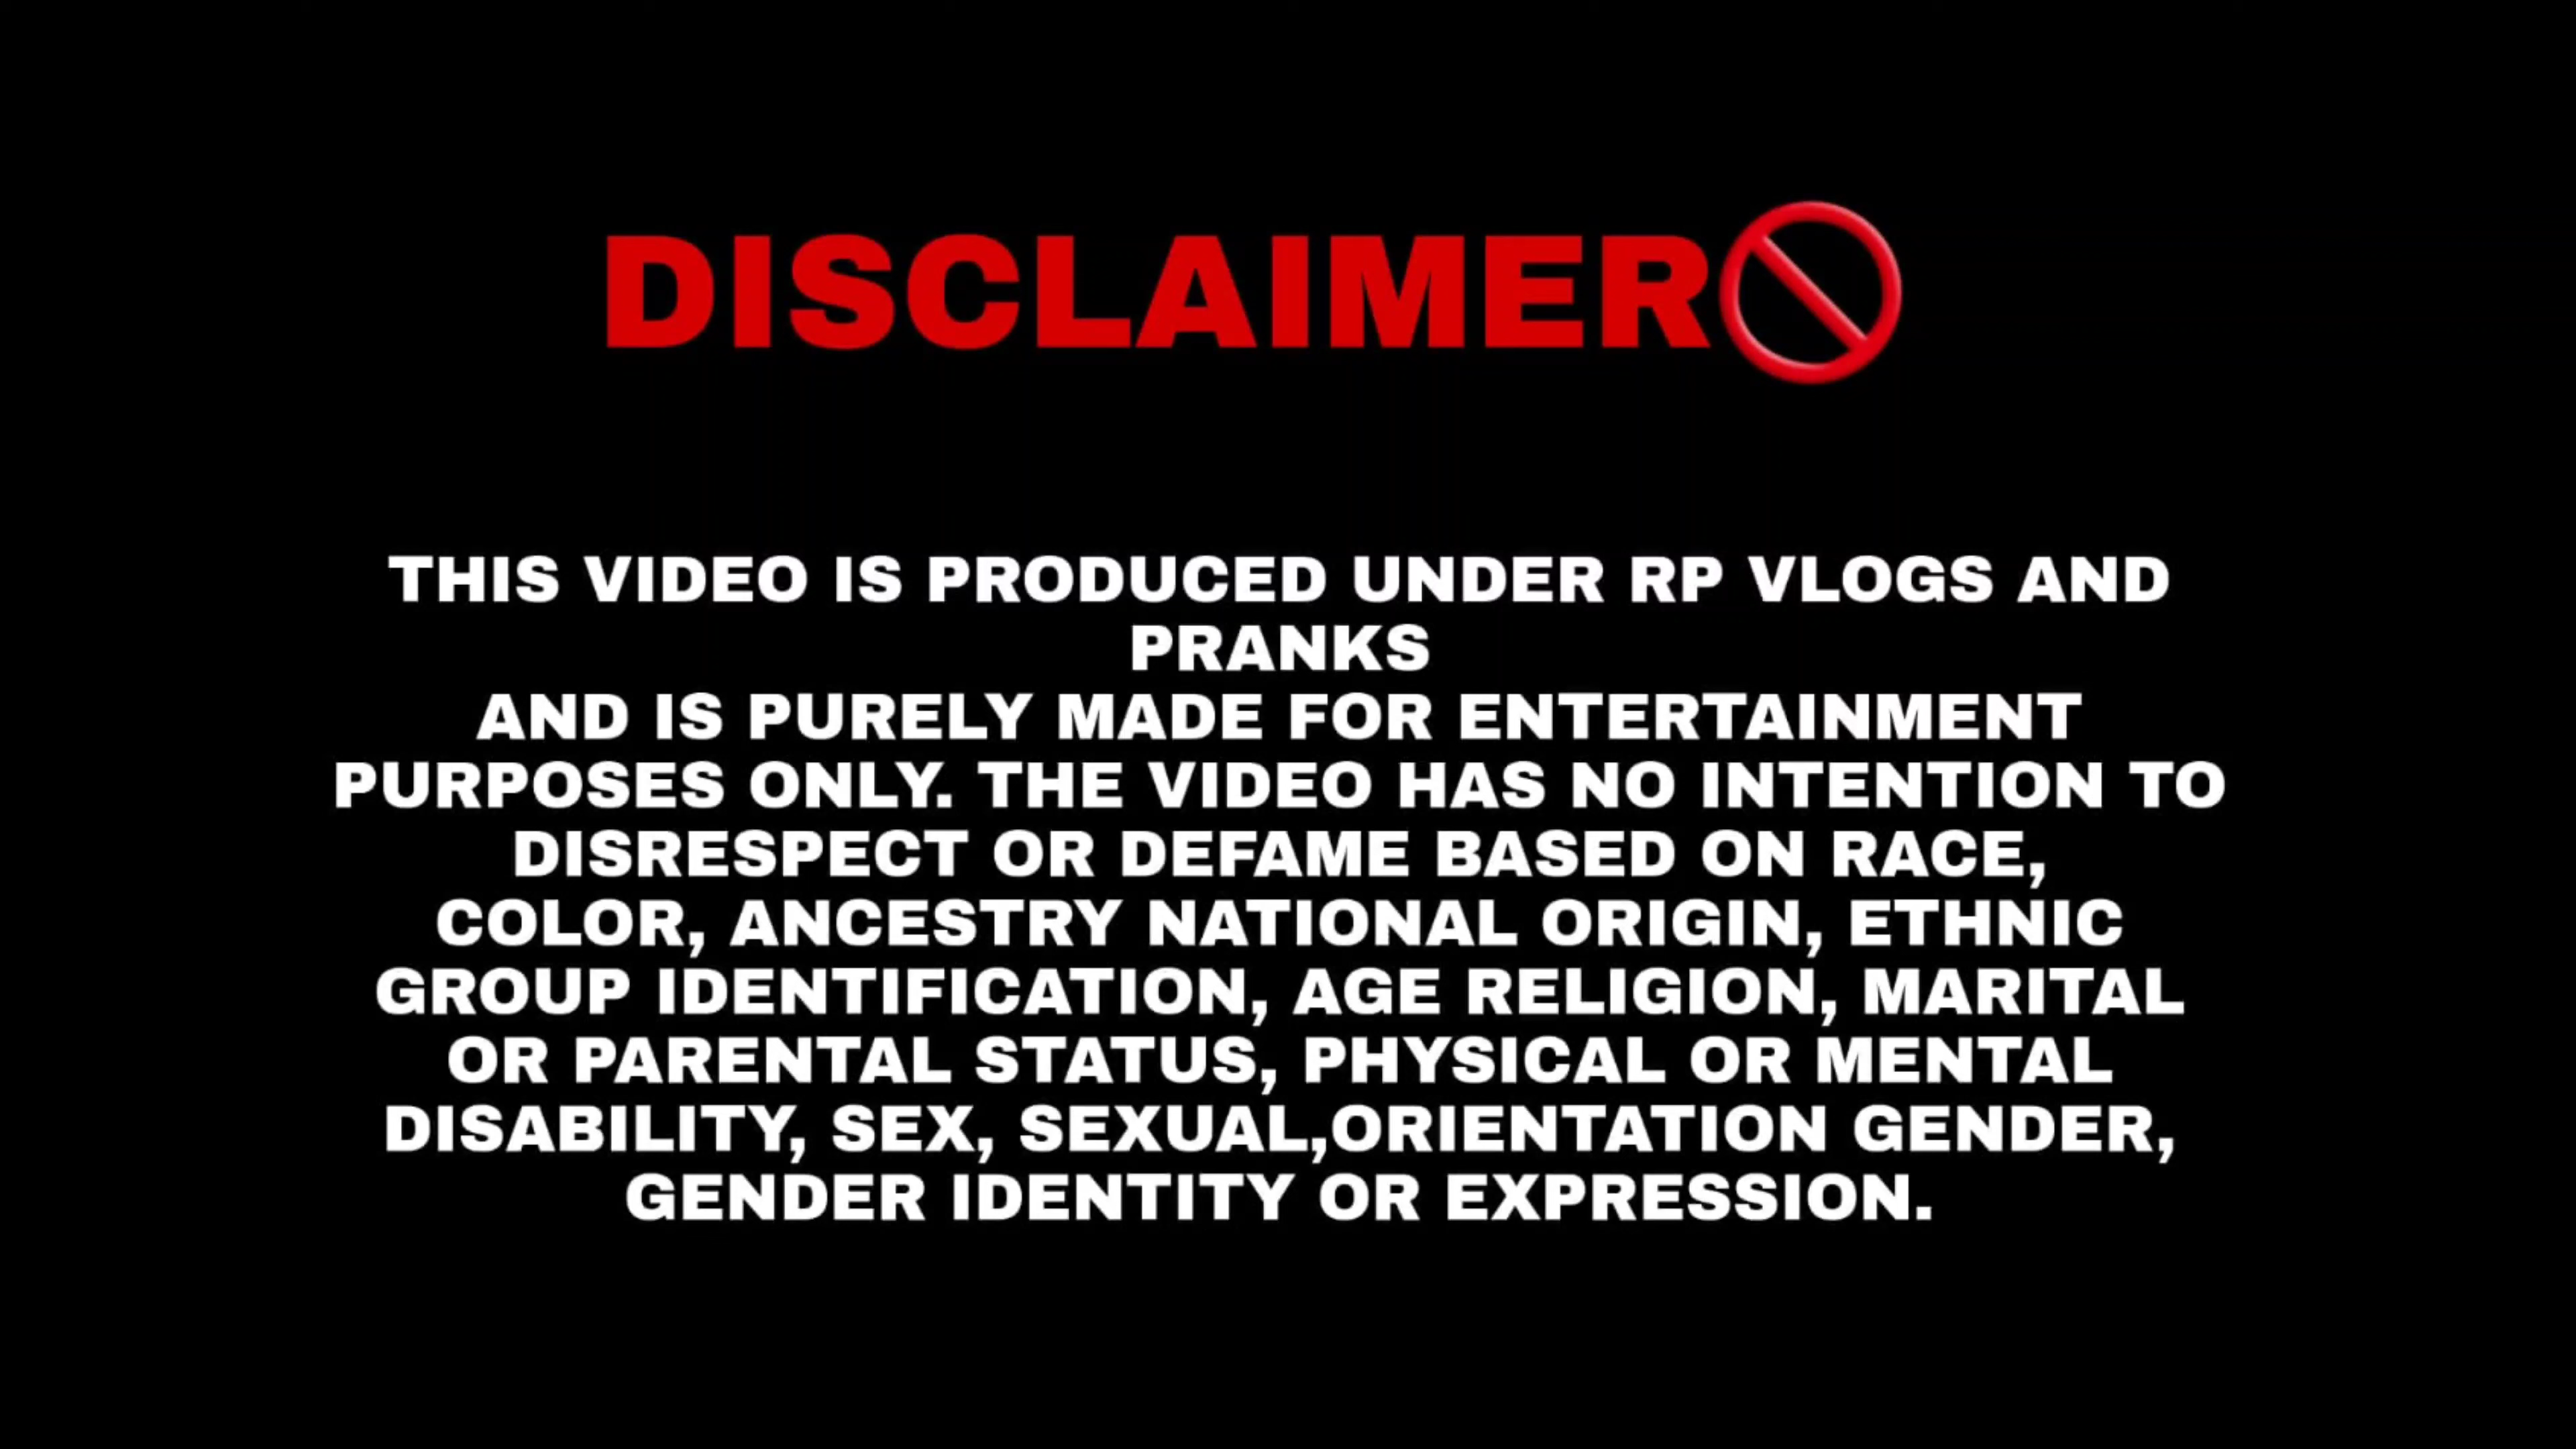 DISCLAIMER🚫
THIS VIDEO IS PRODUCED UNDER RP VLOGS AND
PRANKS
AND IS PURELY MADE FOR ENTERTAINMENT
PURPOSES ONLY. THE VIDEO HAS NO INTENTION TO
DISRESPECT OR DEFAME BASED ON RACE,
COLOR, ANCESTRY NATIONAL ORIGIN, ETHNIC
GROUP IDENTIFICATION, AGE RELIGION, MARITAL
OR PARENTAL STATUS, PHYSICAL OR MENTAL
DISABILITY, SEX, SEXUAL,ORIENTATION GENDER,
GENDER IDENTITY OR EXPRESSION.